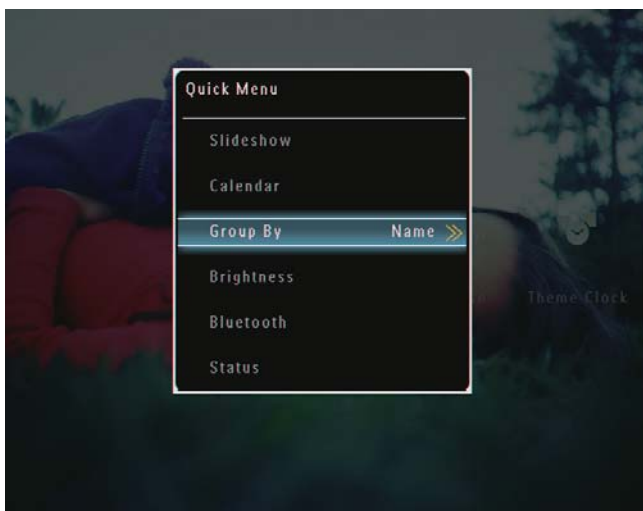 Quick Menu
Slideshow
Calendar
Group By Name »
Brightness
Bluetooth
Status
Theme Clock